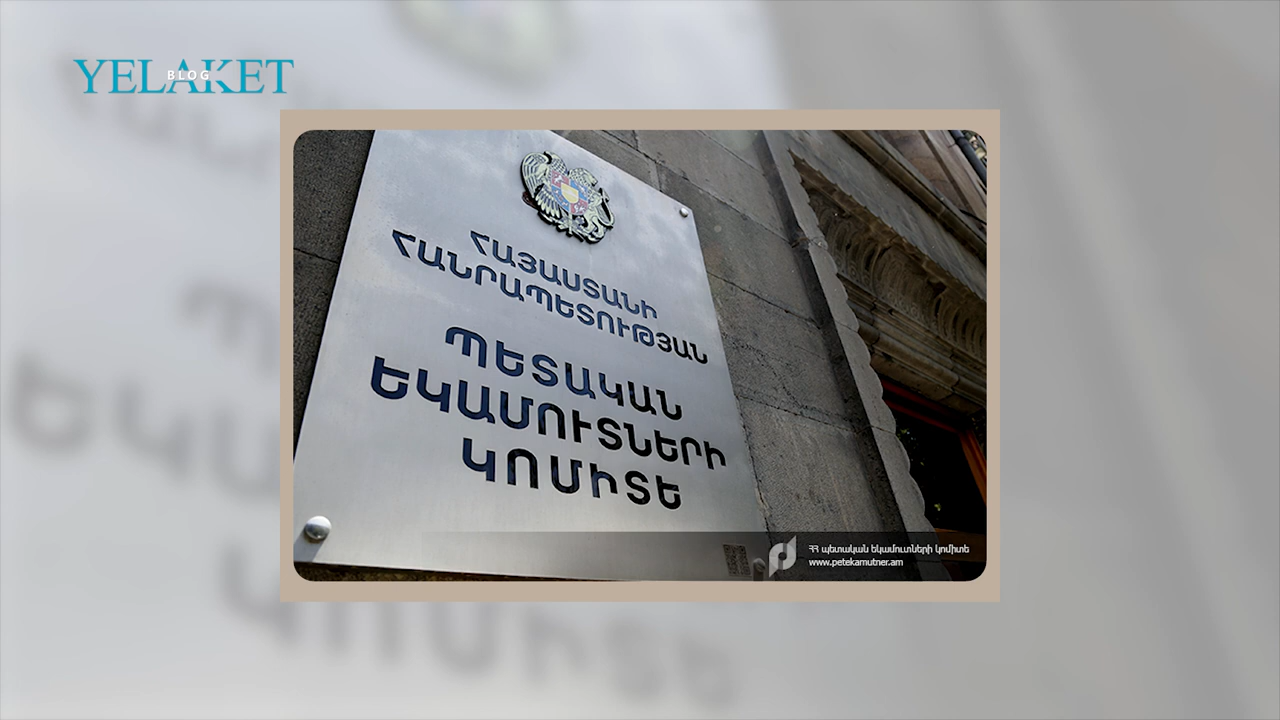 YELAKET
BLOG
ՀԱՅԱՍՏԱՆԻ
ՀԱՆՐԱՊԵՏՈՒԹՅԱՆ
ՊԵՏԱԿԱՆ
ԵԿԱՄՈՒՏՆԵՐԻ
ԿՈՄԻՏԵ
ՀՀ պետական եկամուտների կոմիտե
www.petekamutner.am